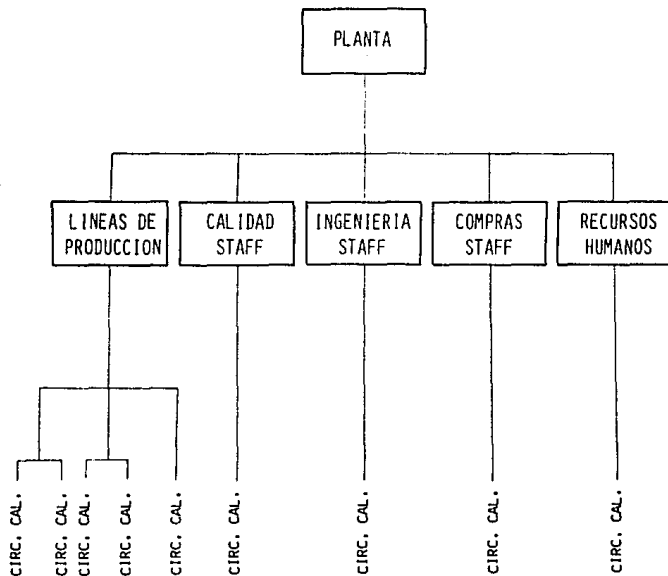 PLANTA
LINEAS DE
PRODUCCION
CALIDAD
STAFF
INGENIERIA
STAFF
COMPRAS
STAFF
RECURSOS
HUMANOS
CIRC. CAL.
CIRC. CAL.
CIRC. CAL.
CIRC. CAL.
CIRC. CAL.
CIRC. CAL.
CIRC. CAL.
CIRC. CAL.
CIRC. CAL.